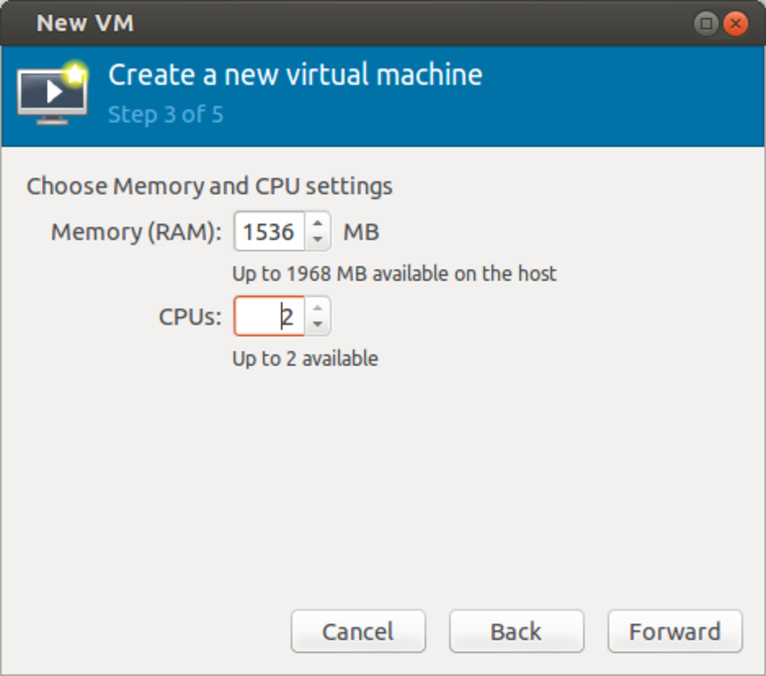 New VM
Create a new virtual machine
Step 3 of 5
Choose Memory and CPU settings
Memory (RAM): 1536 MB
Up to 1968 MB available on the host
CPUs: 2
Up to 2 available
Cancel Back Forward